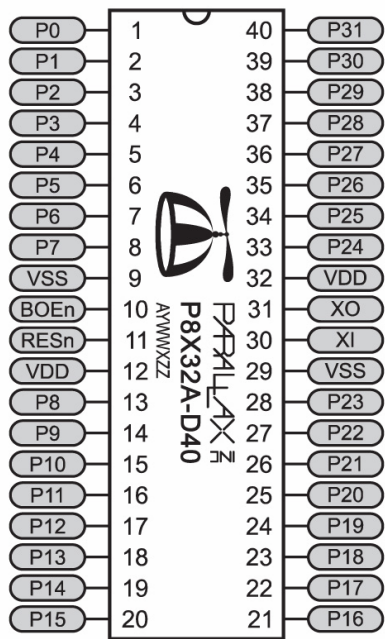 P0 1 40 P31
P1 2 39 P30
P2 3 38 P29
P3 4 37 P28
P4 5 36 P27
P5 6 35 P26
P6 7 34 P25
P7 8 33 P24
VSS 9 32 VDD
BOEn 10 31 XO
RESn 11 30 XI
VDD 12 29 VSS
P8 13 28 P23
P9 14 27 P22
P10 15 26 P21
P11 16 25 P20
P12 17 24 P19
P13 18 23 P18
P14 19 22 P17
P15 20 21 P16
PARALLAX
P8X32A-D40
AYWWXZZ